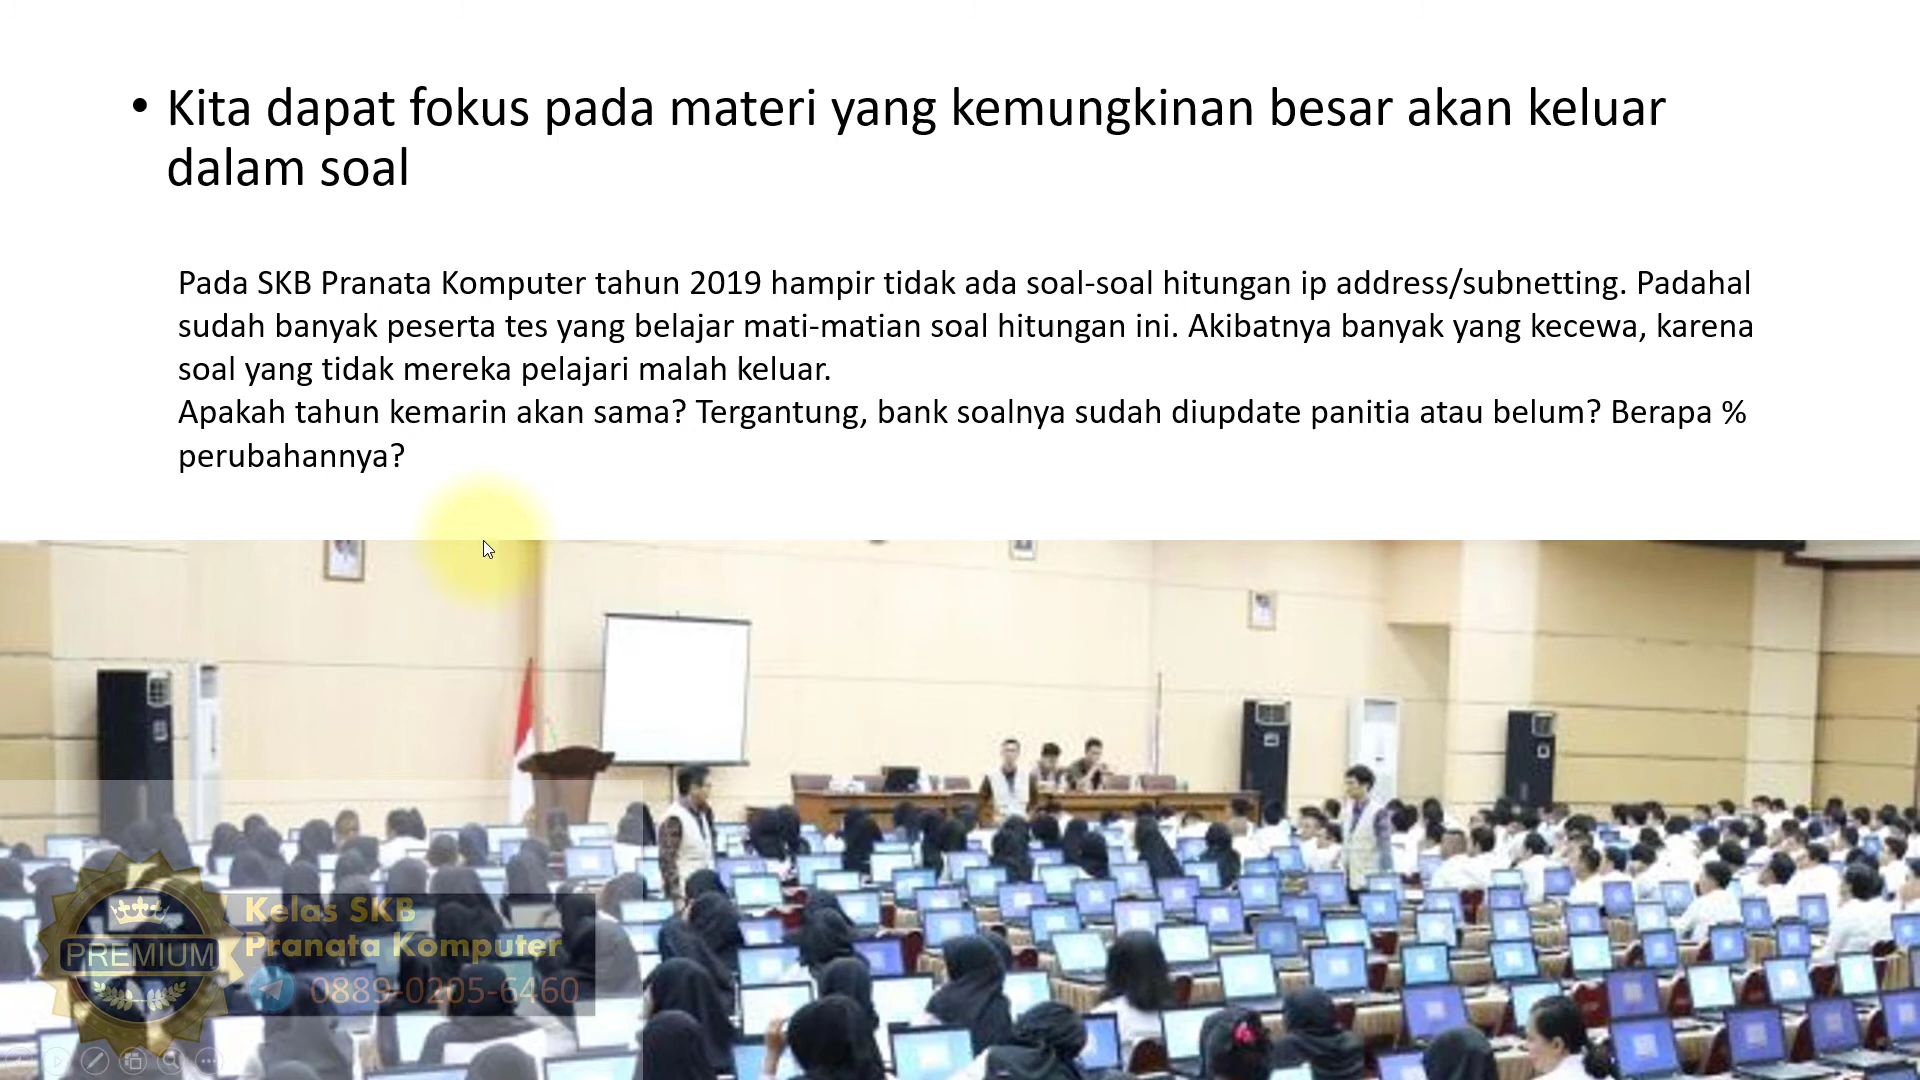 • Kita dapat fokus pada materi yang kemungkinan besar akan keluar
dalam soal
Pada SKB Pranata Komputer tahun 2019 hampir tidak ada soal-soal hitungan ip address/subnetting. Padahal
sudah banyak peserta tes yang belajar mati-matian soal hitungan ini. Akibatnya banyak yang kecewa, karena
soal yang tidak mereka pelajari malah keluar.
Apakah tahun kemarin akan sama? Tergantung, bank soalnya sudah diupdate panitia atau belum? Berapa %
perubahannya?
PREMIUM
Kelas SKB
Pranata Komputer
0889-0205-6460